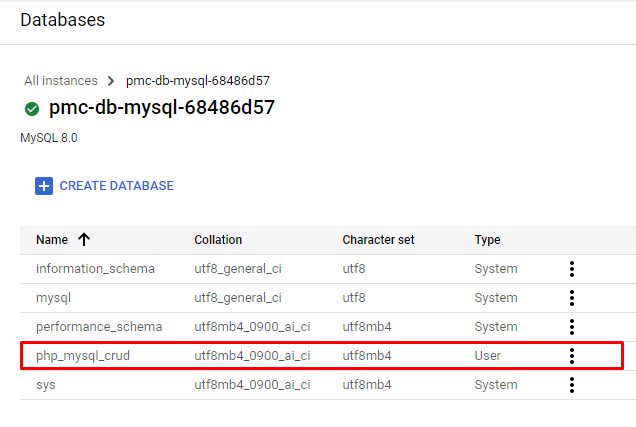 Databases
All instances > pmc-db-mysql-68486d57
pmc-db-mysql-68486d57
MySQL 8.0
CREATE DATABASE
Name Collation Character set Type
information_schema utf8_general_ci utf8 System
mysql utf8_general_ci utf8 System
performance_schema utf8mb4_0900_ai_ci utf8mb4 System
php_mysql_crud utf8mb4_0900_ai_ci utf8mb4 User
sys utf8mb4_0900_ai_ci utf8mb4 System